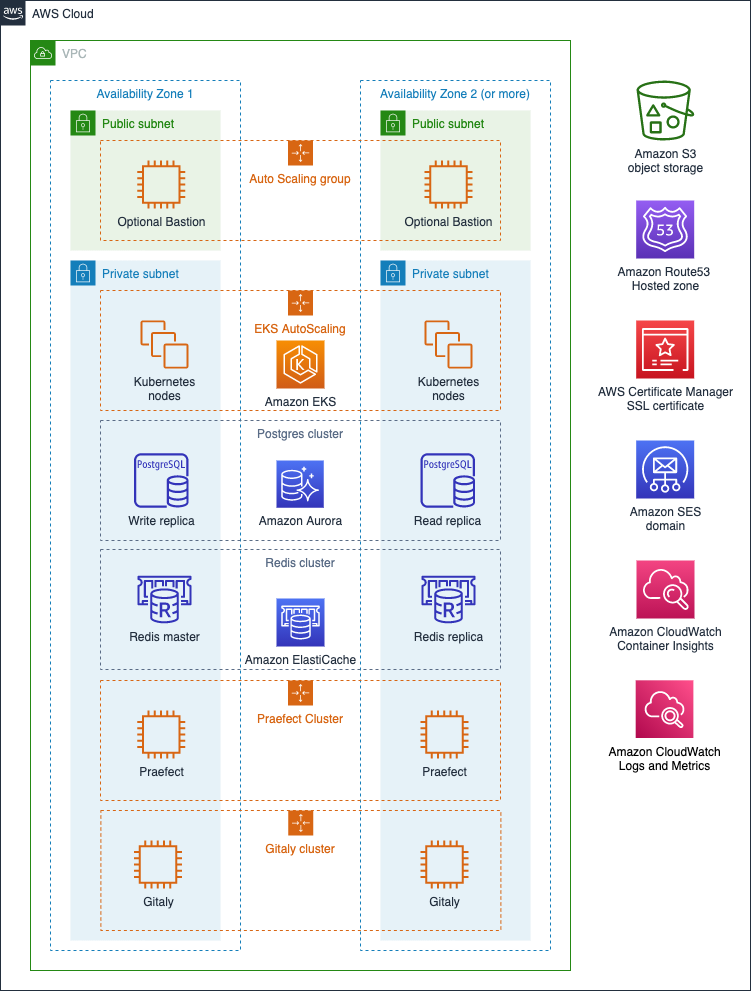 aws
AWS Cloud
VPC
Availability Zone 1
Availability Zone 2 (or more)
Public subnet
Public subnet
Auto Scaling group
Optional Bastion
Optional Bastion
Private subnet
Private subnet
EKS AutoScaling
Kubernetes
nodes
Amazon EKS
Kubernetes
nodes
Postgres cluster
PostgreSQL
PostgreSQL
Write replica
Amazon Aurora
Read replica
Redis cluster
R
R
Redis master
Redis replica
Amazon ElastiCache
Praefect Cluster
Praefect
Praefect
Gitaly cluster
Gitaly
Gitaly
Amazon S3
object storage
53
Amazon Route53
Hosted zone
AWS Certificate Manager
SSL certificate
Amazon SES
domain
Amazon CloudWatch
Container Insights
Amazon CloudWatch
Logs and Metrics